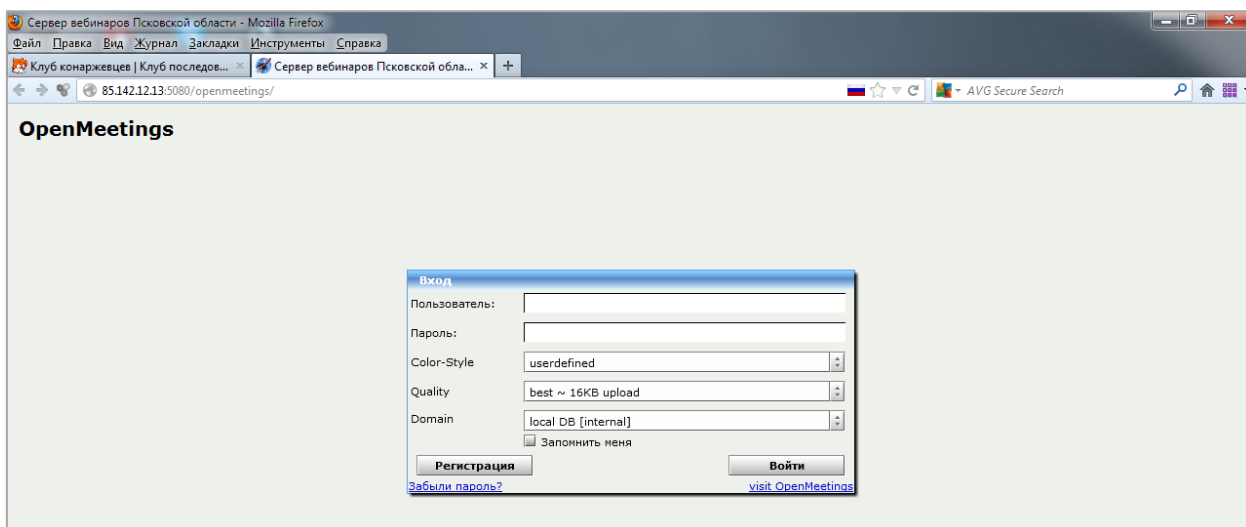 Сервер вебинаров Псковской области - Mozilla Firefox
Файл Правка Вид Журнал Закладки Инструменты Справка
Клуб конаржевцев | Клуб последов... × Сервер вебинаров Псковской обла... × +
85.142.12.13:5080/openmeetings/ AVG Secure Search
OpenMeetings
Вход
Пользователь:
Пароль:
Color-Style userdefined
Quality best ~ 16KB upload
Domain local DB [internal]
Запомнить меня
Регистрация Войти
Забыли пароль? visit OpenMeetings